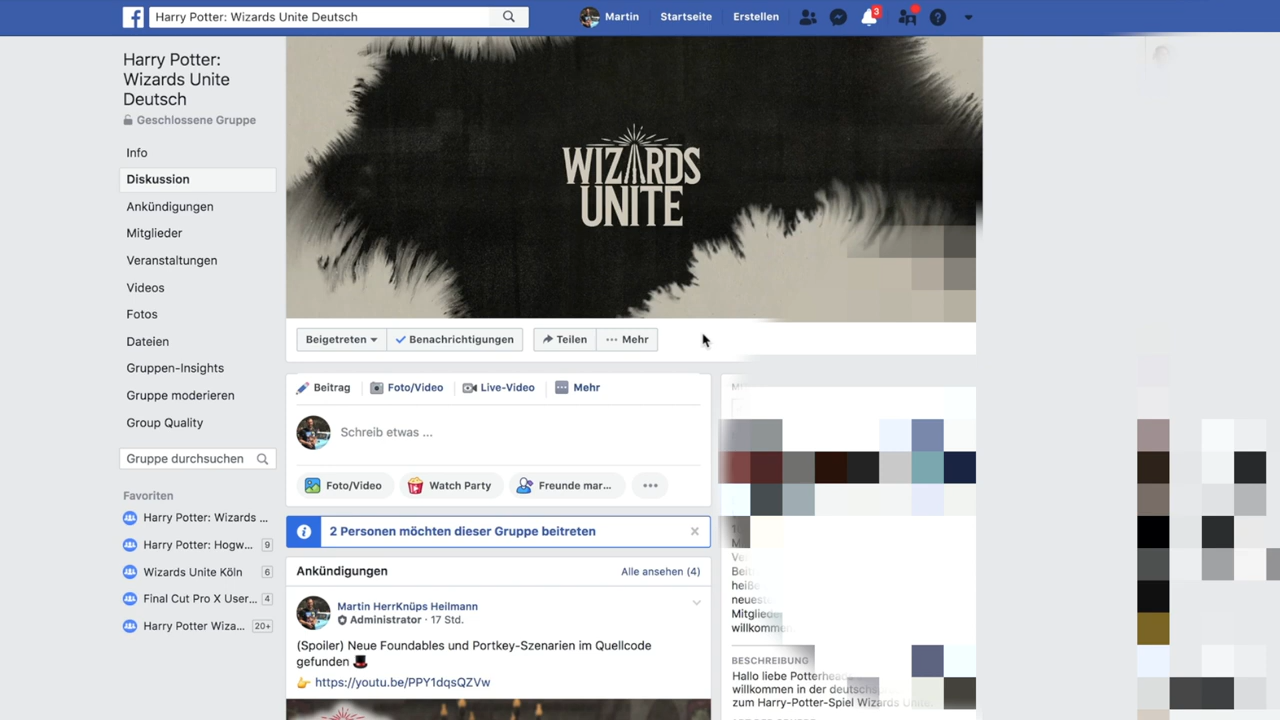 Harry Potter: Wizards Unite Deutsch
Martin
Startseite
Erstellen
3
Harry Potter:
Wizards Unite
Deutsch
Geschlossene Gruppe
Info
Diskussion
Ankündigungen
Mitglieder
Veranstaltungen
Videos
Fotos
Dateien
Gruppen-Insights
Gruppe moderieren
Group Quality
Gruppe durchsuchen
Favoriten
Harry Potter: Wizards ...
Harry Potter: Hogw... 9
Wizards Unite Köln 6
Final Cut Pro X User... 4
Harry Potter Wiza... 20+
WIZARDS
UNITE
Beigetreten
Benachrichtigungen
Teilen
Mehr
Beitrag
Foto/Video
Live-Video
Mehr
Schreib etwas ...
Foto/Video
Watch Party
Freunde mar...
2 Personen möchten dieser Gruppe beitreten
Ankündigungen
Alle ansehen (4)
Martin HerrKnüps Heilmann
Administrator · 17 Std.
(Spoiler) Neue Foundables und Portkey-Szenarien im Quellcode
gefunden 🎩
👉 https://youtu.be/PPY1dqsQZVw
BESCHREIBUNG
Hallo liebe Potterhead
willkommen in der deutsch
zum Harry-Potter-Spiel Wizards Unite.